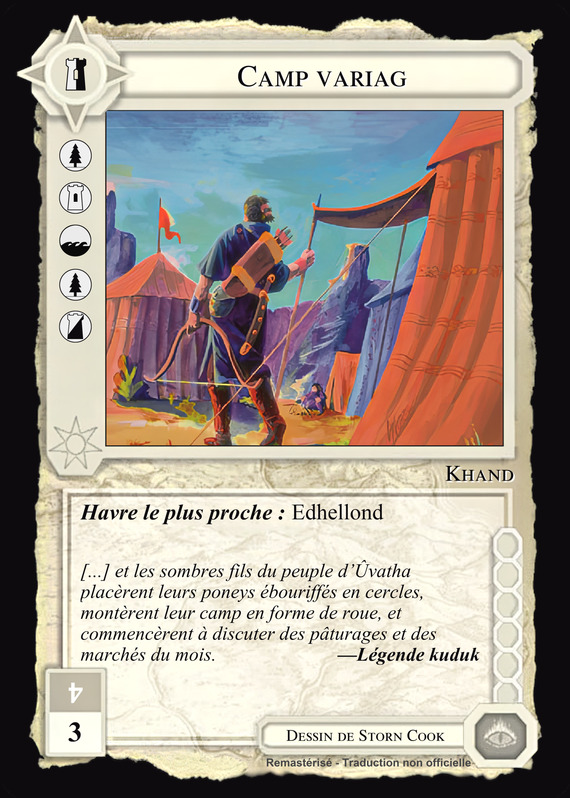 Camp variag
Khand
Havre le plus proche : Edhellond
[...] et les sombres fils du peuple d'Ûvatha
placèrent leurs poneys ébouriffés en cercles,
montèrent leur camp en forme de roue, et
commencèrent à discuter des pâturages et des
marchés du mois. —Légende kuduk
4
3
Dessin de Storn Cook
Remastérisé - Traduction non officielle